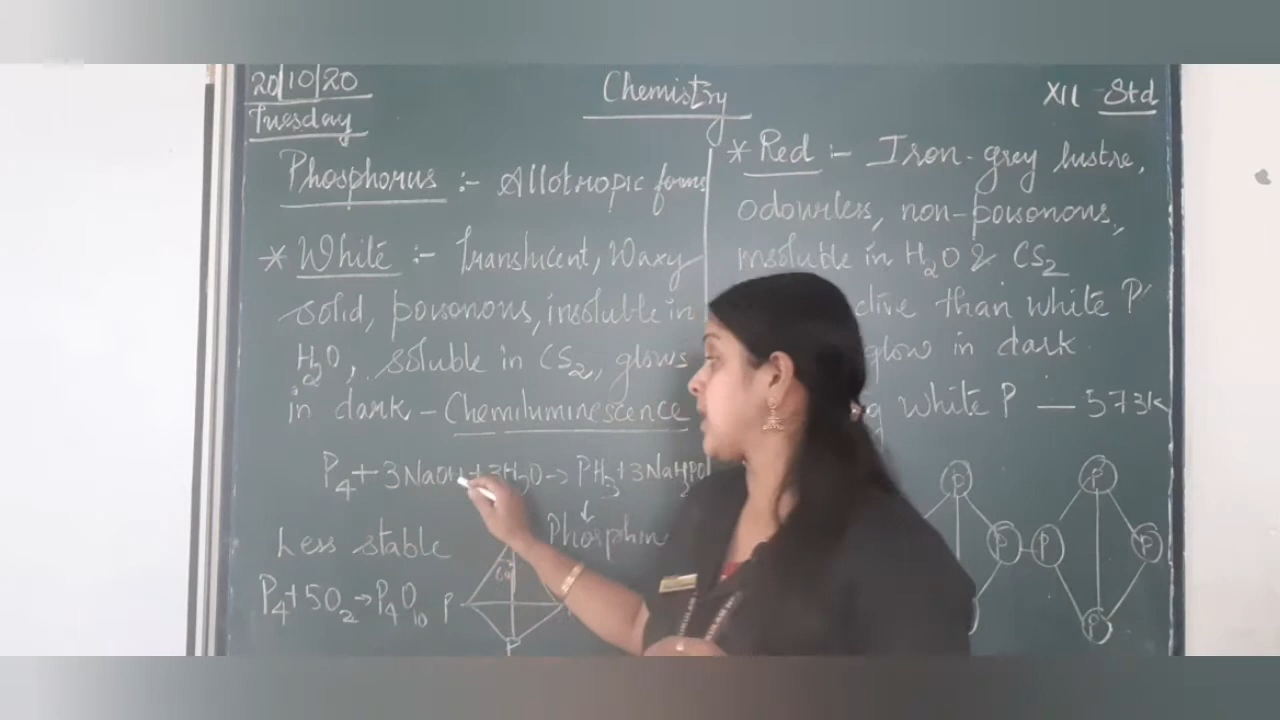 20/10/20
Tuesday
Chemistry
XII Std
Phosphorus :- Allotropic forms
* White :- Translucent, Waxy
solid, poisonous, insoluble in
H2O, soluble in CS2, glows
in dark - Chemiluminescence
P4 + 3NaOH + 3H2O → PH3 + 3NaH2PO
↓
Phosphine
Less stable
60°
P4 + 5O2 → P4O10
P
P
* Red :- Iron-grey lustre,
odourless, non-poisonous,
insoluble in H2O & CS2
than white P
glow in dark
white P — 573K
P P
P P P
P